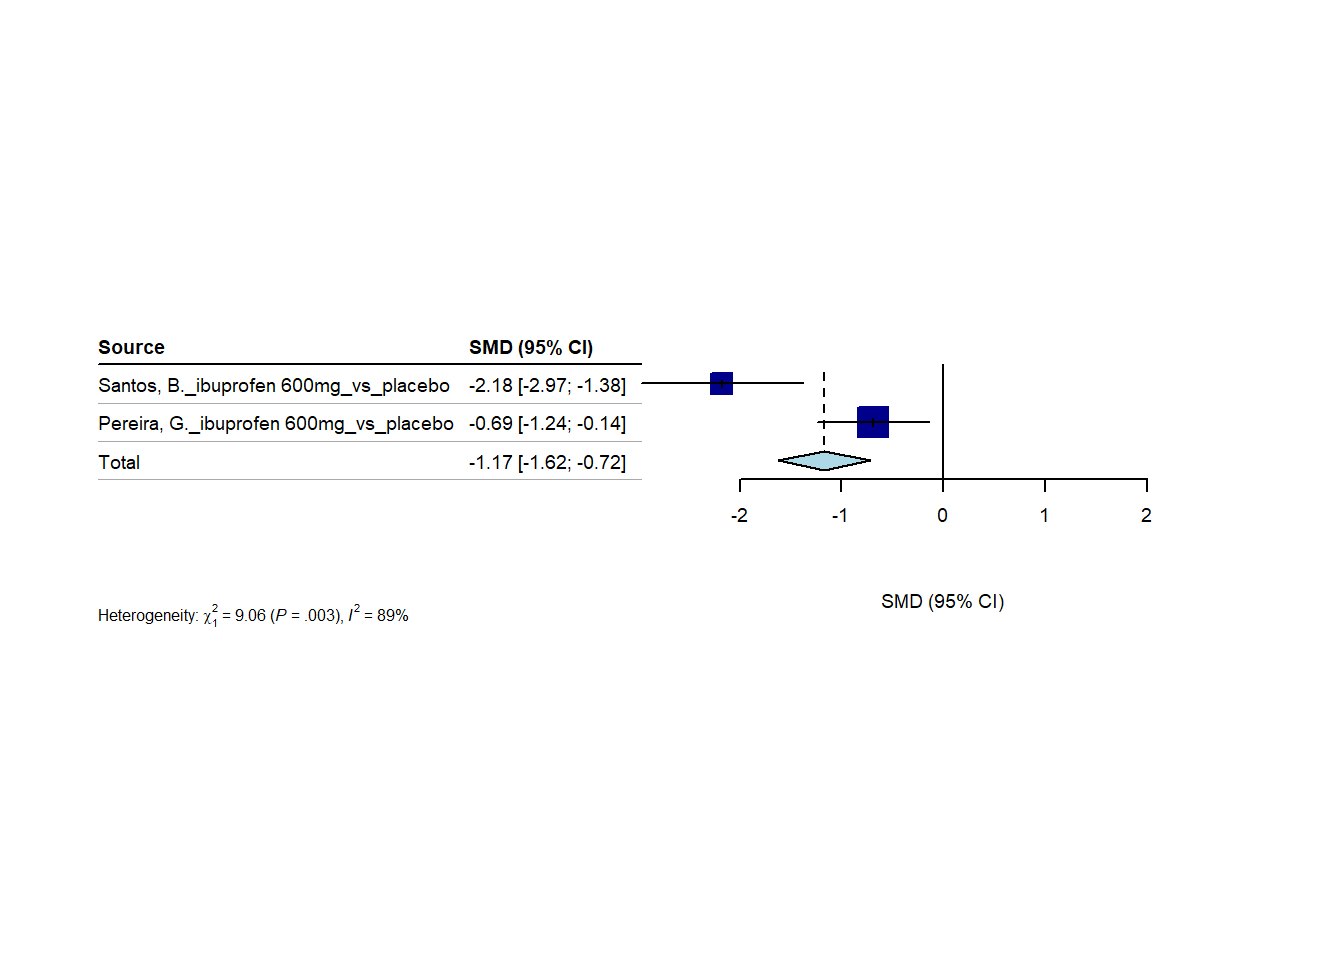 Source SMD (95% CI)
Santos, B._ibuprofen 600mg_vs_placebo -2.18 [-2.97; -1.38]
Pereira, G._ibuprofen 600mg_vs_placebo -0.69 [-1.24; -0.14]
Total -1.17 [-1.62; -0.72]
-2 -1 0 1 2
SMD (95% CI)
Heterogeneity: χ²₁ = 9.06 (P = .003), I² = 89%